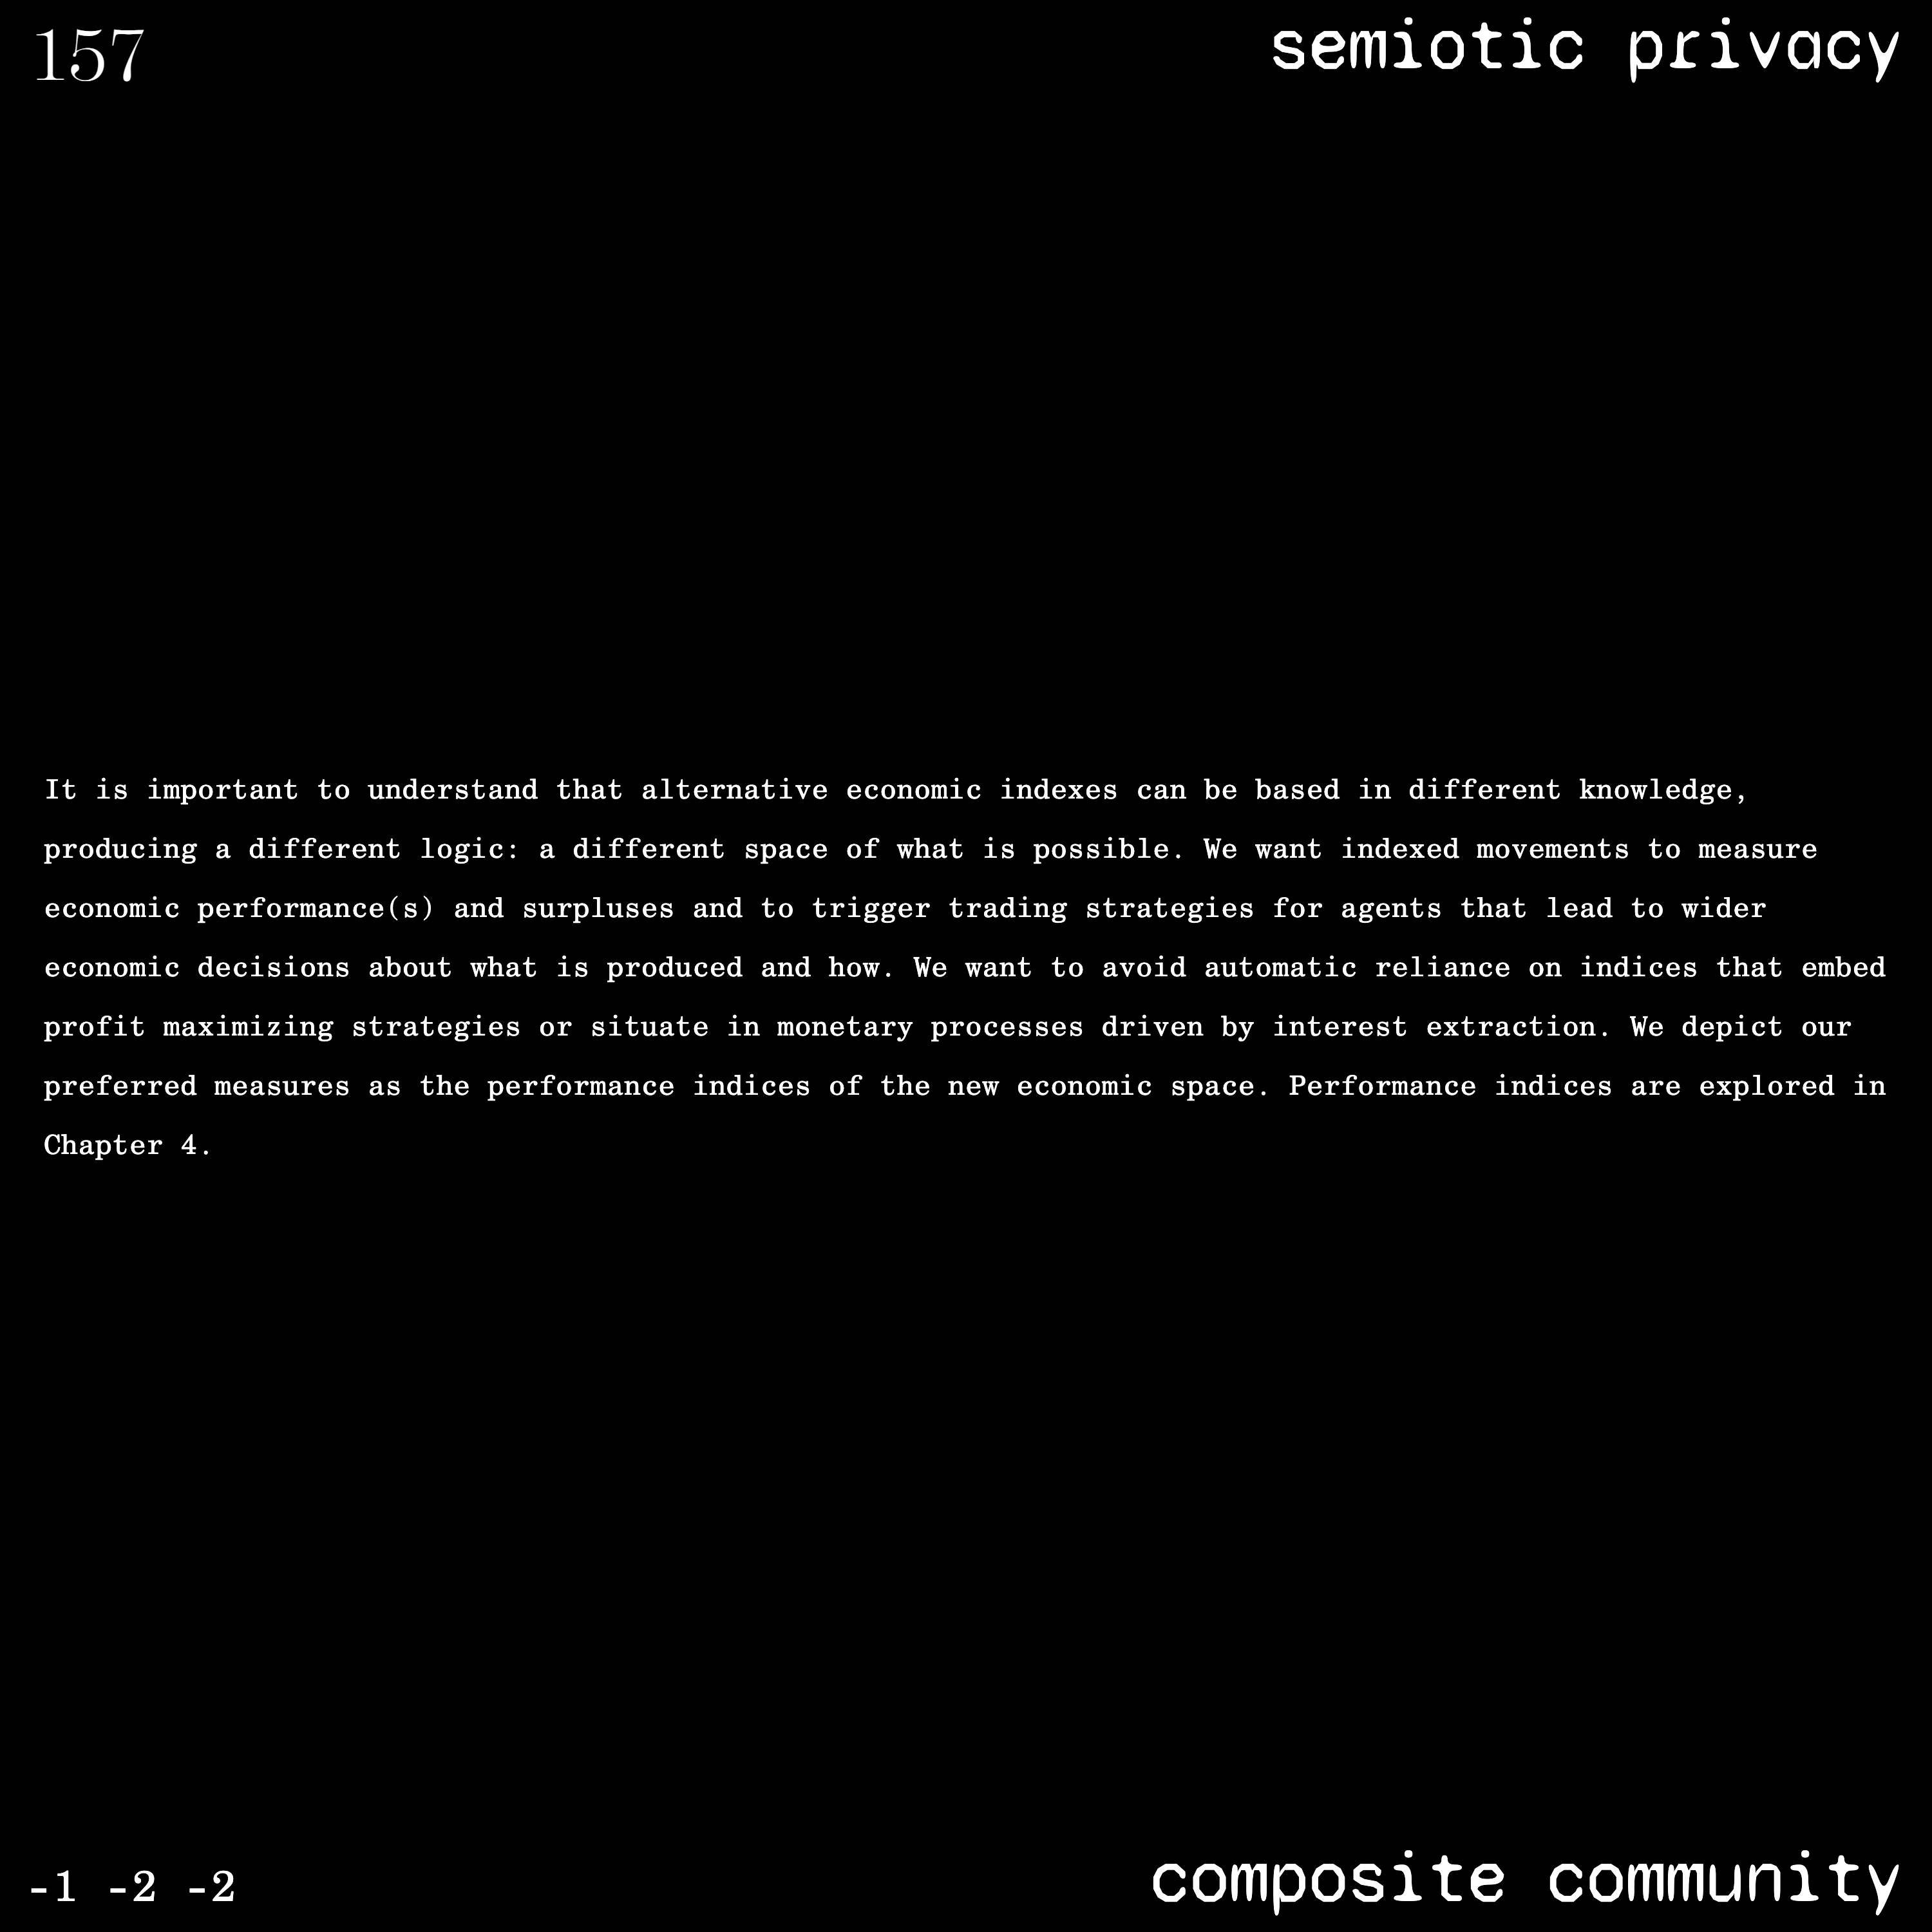 157
semiotic privacy
It is important to understand that alternative economic indexes can be based in different knowledge,
producing a different logic: a different space of what is possible. We want indexed movements to measure
economic performance(s) and surpluses and to trigger trading strategies for agents that lead to wider
economic decisions about what is produced and how. We want to avoid automatic reliance on indices that embed
profit maximizing strategies or situate in monetary processes driven by interest extraction. We depict our
preferred measures as the performance indices of the new economic space. Performance indices are explored in
Chapter 4.
-1 -2 -2
composite community